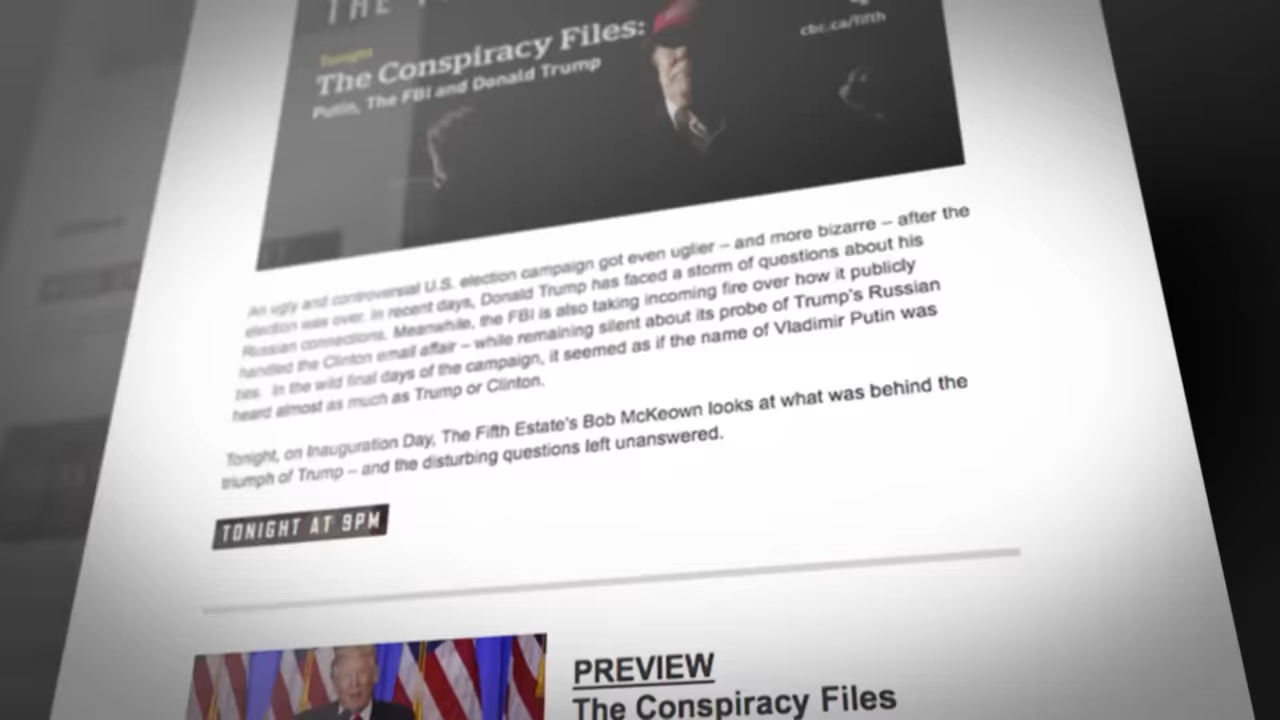 THE
Tonight
The Conspiracy Files:
Putin, The FBI and Donald Trump
cbc.ca/fifth
An ugly and controversial U.S. election campaign got even uglier – and more bizarre – after the
election was over. In recent days, Donald Trump has faced a storm of questions about his
Russian connections. Meanwhile, the FBI is also taking incoming fire over how it publicly
handled the Clinton email affair – while remaining silent about its probe of Trump's Russian
ties. In the wild final days of the campaign, it seemed as if the name of Vladimir Putin was
heard almost as much as Trump or Clinton.
Tonight, on Inauguration Day, The Fifth Estate's Bob McKeown looks at what was behind the
triumph of Trump – and the disturbing questions left unanswered.
TONIGHT AT 9PM
PREVIEW
The Conspiracy Files